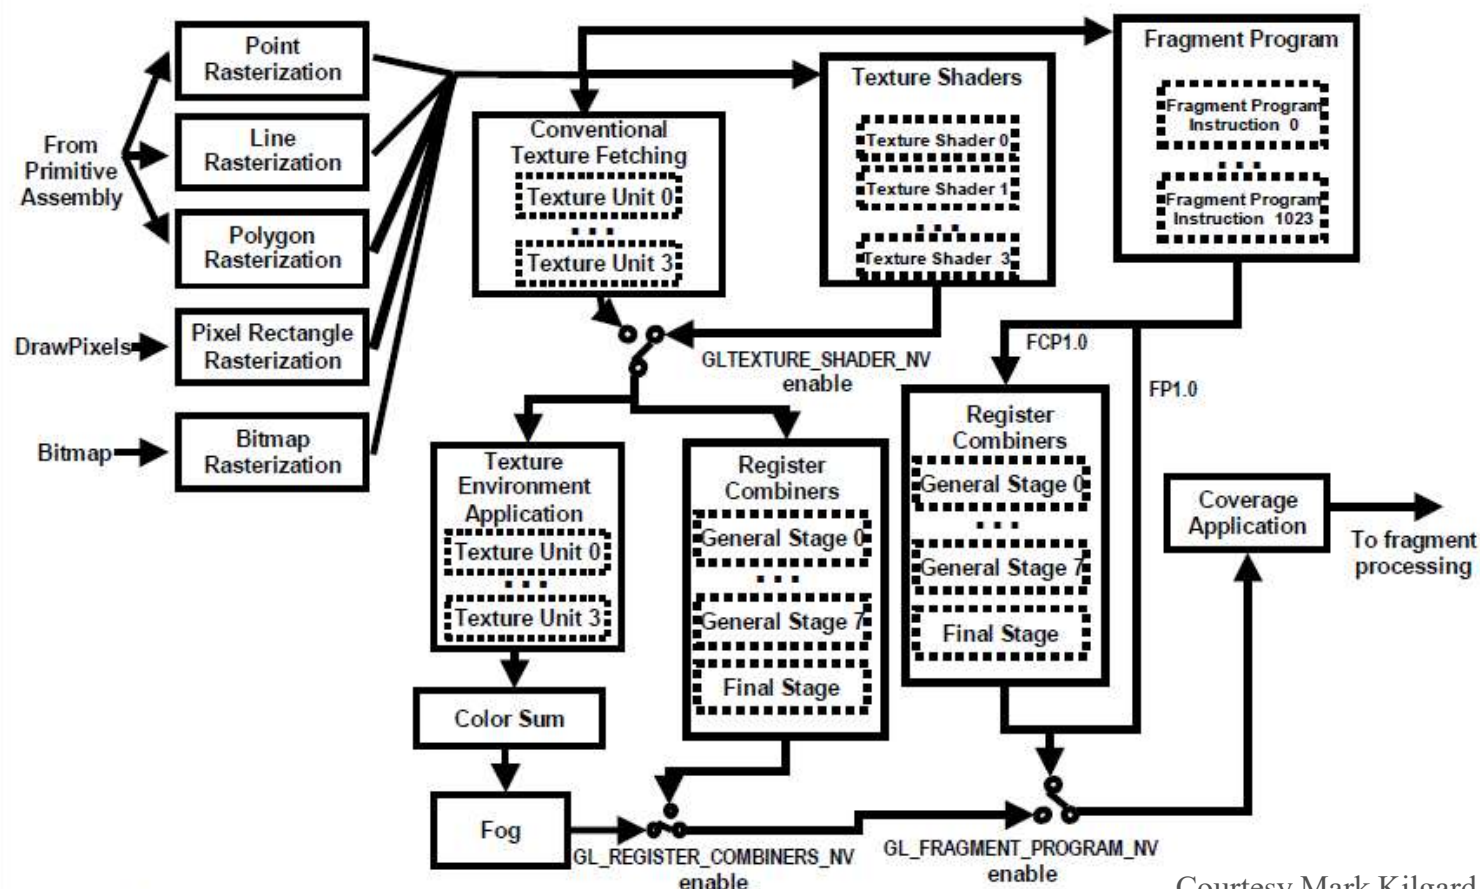 Point
Rasterization
Line
Rasterization
Polygon
Rasterization
Pixel Rectangle
Rasterization
Bitmap
Rasterization
From
Primitive
Assembly
DrawPixels
Bitmap
Conventional
Texture Fetching
Texture Unit 0
...
Texture Unit 3
Texture Shaders
Texture Shader 0
Texture Shader 1
...
Texture Shader 3
Fragment Program
Fragment Program
Instruction 0
...
Fragment Program
Instruction 1023
GLTEXTURE_SHADER_NV
enable
FCP1.0
FP1.0
Texture
Environment
Application
Texture Unit 0
...
Texture Unit 3
Color Sum
Fog
Register
Combiners
General Stage 0
...
General Stage 7
Final Stage
Register
Combiners
General Stage 0
...
General Stage 7
Final Stage
Coverage
Application
To fragment
processing
GL_REGISTER_COMBINERS_NV
enable
GL_FRAGMENT_PROGRAM_NV
enable
Courtesy Mark Kilgard